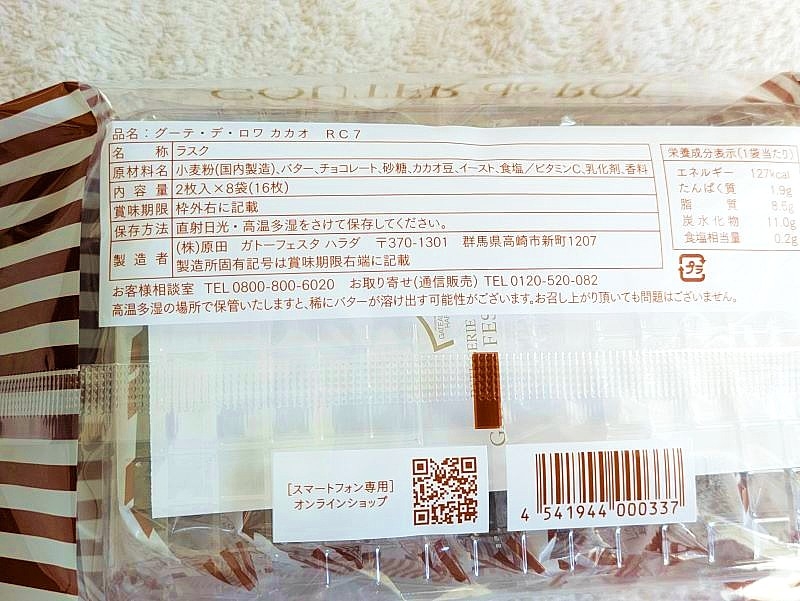 GOUTER de ROI
品名:グーテ・デ・ロワ カカオ RC7
名 称 ラスク
原材料名 小麦粉(国内製造)、バター、チョコレート、砂糖、カカオ豆、イースト、食塩/ビタミンC、乳化剤、香料
内 容 量 2枚入×8袋(16枚)
賞味期限 枠外右に記載
保存方法 直射日光・高温多湿をさけて保存してください。
製 造 者 (株)原田 ガトーフェスタ ハラダ 〒370-1301 群馬県高崎市新町1207
製造所固有記号は賞味期限右端に記載
お客様相談室 TEL 0800-800-6020 お取り寄せ(通信販売) TEL 0120-520-082
高温多湿の場所で保管いたしますと、稀にバターが溶け出す可能性がございます。お召し上がり頂いても問題はございません。
栄養成分表示(1袋当たり)
エネルギー 127kcal
たんぱく質 1.9g
脂 質 8.5g
炭水化物 11.0g
食塩相当量 0.2g
プラ
[スマートフォン専用]
オンラインショップ
4 541944 000337